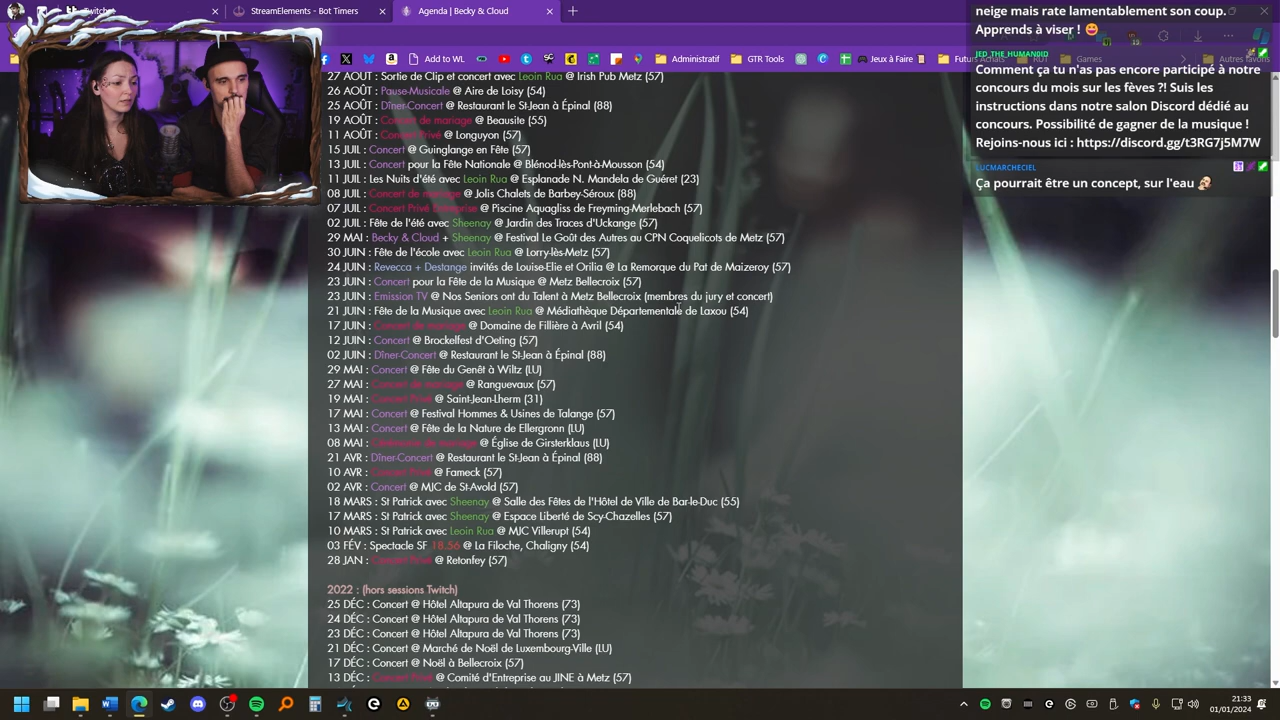 Twitch
StreamElements - Bot Timers
Agenda | Becky & Cloud
Add to WL
Administratif
GTR Tools
Jeux à Faire
Futurs Achats
RUT
Games
Autres favoris
27 AOUT : Sortie de Clip et concert avec Leoin Rua @ Irish Pub Metz (57)
26 AOÛT : Pause-Musicale @ Aire de Loisy (54)
25 AOÛT : Dîner-Concert @ Restaurant le St-Jean à Épinal (88)
19 AOÛT : Concert de mariage @ Beausite (55)
11 AOÛT : Concert Privé @ Longuyon (57)
15 JUIL : Concert @ Guinglange en Fête (57)
13 JUIL : Concert pour la Fête Nationale @ Blénod-lès-Pont-à-Mousson (54)
11 JUIL : Les Nuits d'été avec Leoin Rua @ Esplanade N. Mandela de Guéret (23)
08 JUIL : Concert de mariage @ Jolis Chalets de Barbey-Séroux (88)
07 JUIL : Concert Privé Entreprise @ Piscine Aquagliss de Freyming-Merlebach (57)
02 JUIL : Fête de l'été avec Sheenay @ Jardin des Traces d'Uckange (57)
29 MAI : Becky & Cloud + Sheenay @ Festival Le Goût des Autres au CPN Coquelicots de Metz (57)
30 JUIN : Fête de l'école avec Leoin Rua @ Lorry-lès-Metz (57)
24 JUIN : Revecca + Destange invités de Louise-Elie et Orilia @ La Remorque du Pat de Maizeroy (57)
23 JUIN : Concert pour la Fête de la Musique @ Metz Bellecroix (57)
23 JUIN : Emission TV @ Nos Seniors ont du Talent à Metz Bellecroix (membres du jury et concert)
21 JUIN : Fête de la Musique avec Leoin Rua @ Médiathèque Départementale de Laxou (54)
17 JUIN : Concert de mariage @ Domaine de Fillière à Avril (54)
12 JUIN : Concert @ Brockelfest d'Oeting (57)
02 JUIN : Dîner-Concert @ Restaurant le St-Jean à Épinal (88)
29 MAI : Concert @ Fête du Genêt à Wiltz (LU)
27 MAI : Concert de mariage @ Ranguevaux (57)
19 MAI : Concert Privé @ Saint-Jean-Lherm (31)
17 MAI : Concert @ Festival Hommes & Usines de Talange (57)
13 MAI : Concert @ Fête de la Nature de Ellergronn (LU)
08 MAI : Cérémonie de mariage @ Église de Girsterklaus (LU)
21 AVR : Dîner-Concert @ Restaurant le St-Jean à Épinal (88)
10 AVR : Concert Privé @ Fameck (57)
02 AVR : Concert @ MJC de St-Avold (57)
18 MARS : St Patrick avec Sheenay @ Salle des Fêtes de l'Hôtel de Ville de Bar-le-Duc (55)
17 MARS : St Patrick avec Sheenay @ Espace Liberté de Scy-Chazelles (57)
10 MARS : St Patrick avec Leoin Rua @ MJC Villerupt (54)
03 FÉV : Spectacle SF 18.56 @ La Filoche, Chaligny (54)
28 JAN : Concert Privé @ Retonfey (57)
2022 : (hors sessions Twitch)
25 DÉC : Concert @ Hôtel Altapura de Val Thorens (73)
24 DÉC : Concert @ Hôtel Altapura de Val Thorens (73)
23 DÉC : Concert @ Hôtel Altapura de Val Thorens (73)
21 DÉC : Concert @ Marché de Noël de Luxembourg-Ville (LU)
17 DÉC : Concert @ Noël à Bellecroix (57)
13 DÉC : Concert Privé @ Comité d'Entreprise au JINE à Metz (57)
neige mais rate lamentablement son coup.
Apprends à viser ! 😄
JED_THE_HUMAN0ID
Comment ça tu n'as pas encore participé à notre
concours du mois sur les fèves ?! Suis les
instructions dans notre salon Discord dédié au
concours. Possibilité de gagner de la musique !
Rejoins-nous ici : https://discord.gg/t3RG7j5M7W
LUCMARCHECIEL
Ça pourrait être un concept, sur l'eau
21:33
01/01/2024